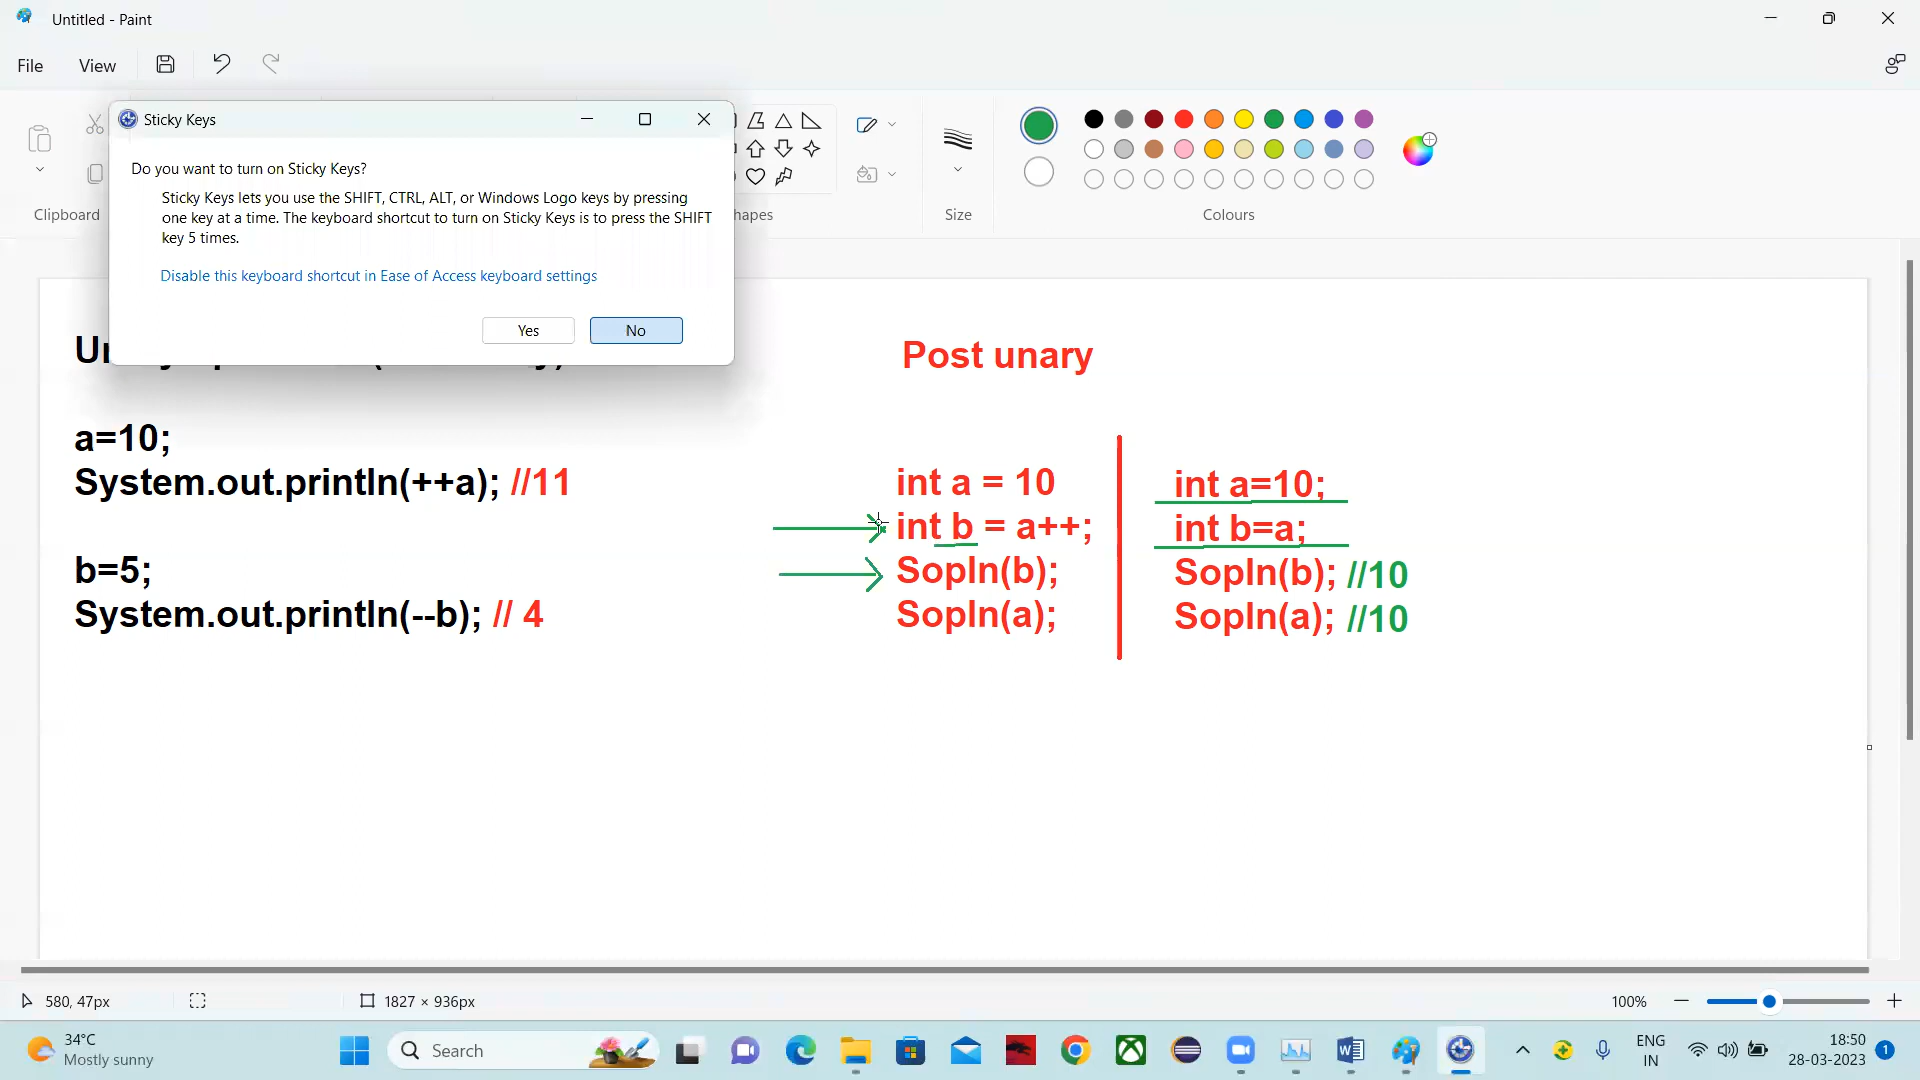 Untitled - Paint
File
View
Sticky Keys
Do you want to turn on Sticky Keys?
Sticky Keys lets you use the SHIFT, CTRL, ALT, or Windows Logo keys by pressing
one key at a time. The keyboard shortcut to turn on Sticky Keys is to press the SHIFT
key 5 times.
Disable this keyboard shortcut in Ease of Access keyboard settings
Yes
No
Clipboard
Size
Colours
a=10;
System.out.println(++a); //11
b=5;
System.out.println(--b); // 4
Post unary
int a = 10
int b = a++;
Sopln(b);
Sopln(a);
int a=10;
int b=a;
Sopln(b); //10
Sopln(a); //10
580, 47px
1827 × 936px
100%
34°C
Mostly sunny
Search
ENG
IN
18:50
28-03-2023
1